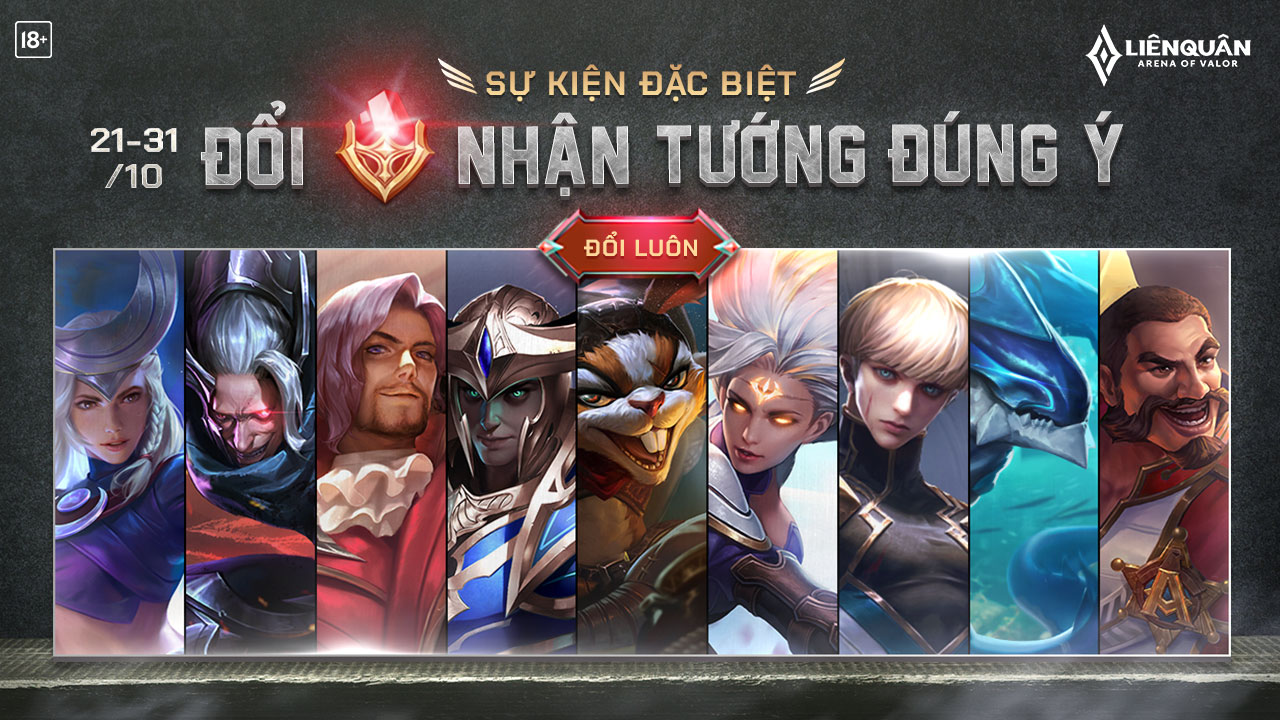 18+
LIÊNQUÂN
ARENA OF VALOR
SỰ KIỆN ĐẶC BIỆT
21-31
/10
ĐỔI NHẬN TƯỚNG ĐÚNG Ý
ĐỔI LUÔN